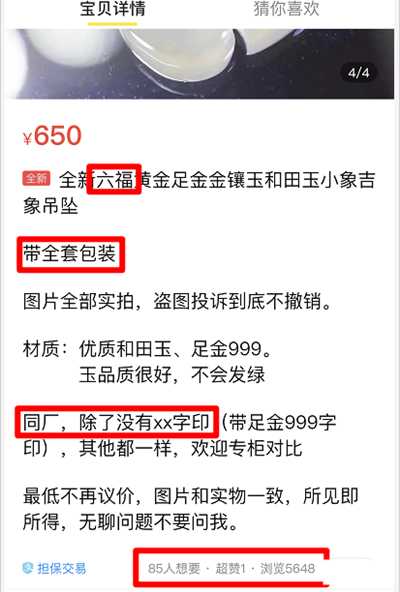 宝贝详情 猜你喜欢
4/4
¥650
全新 全新六福黄金足金金镶玉和田玉小象吉
象吊坠
带全套包装
图片全部实拍，盗图投诉到底不撤销。
材质：优质和田玉、足金999。
玉品质很好，不会发绿
同厂，除了没有xx字印（带足金999字
印），其他都一样，欢迎专柜对比
最低不再议价，图片和实物一致，所见即
所得，无聊问题不要问我。
担保交易 85人想要 · 超赞1 · 浏览5648